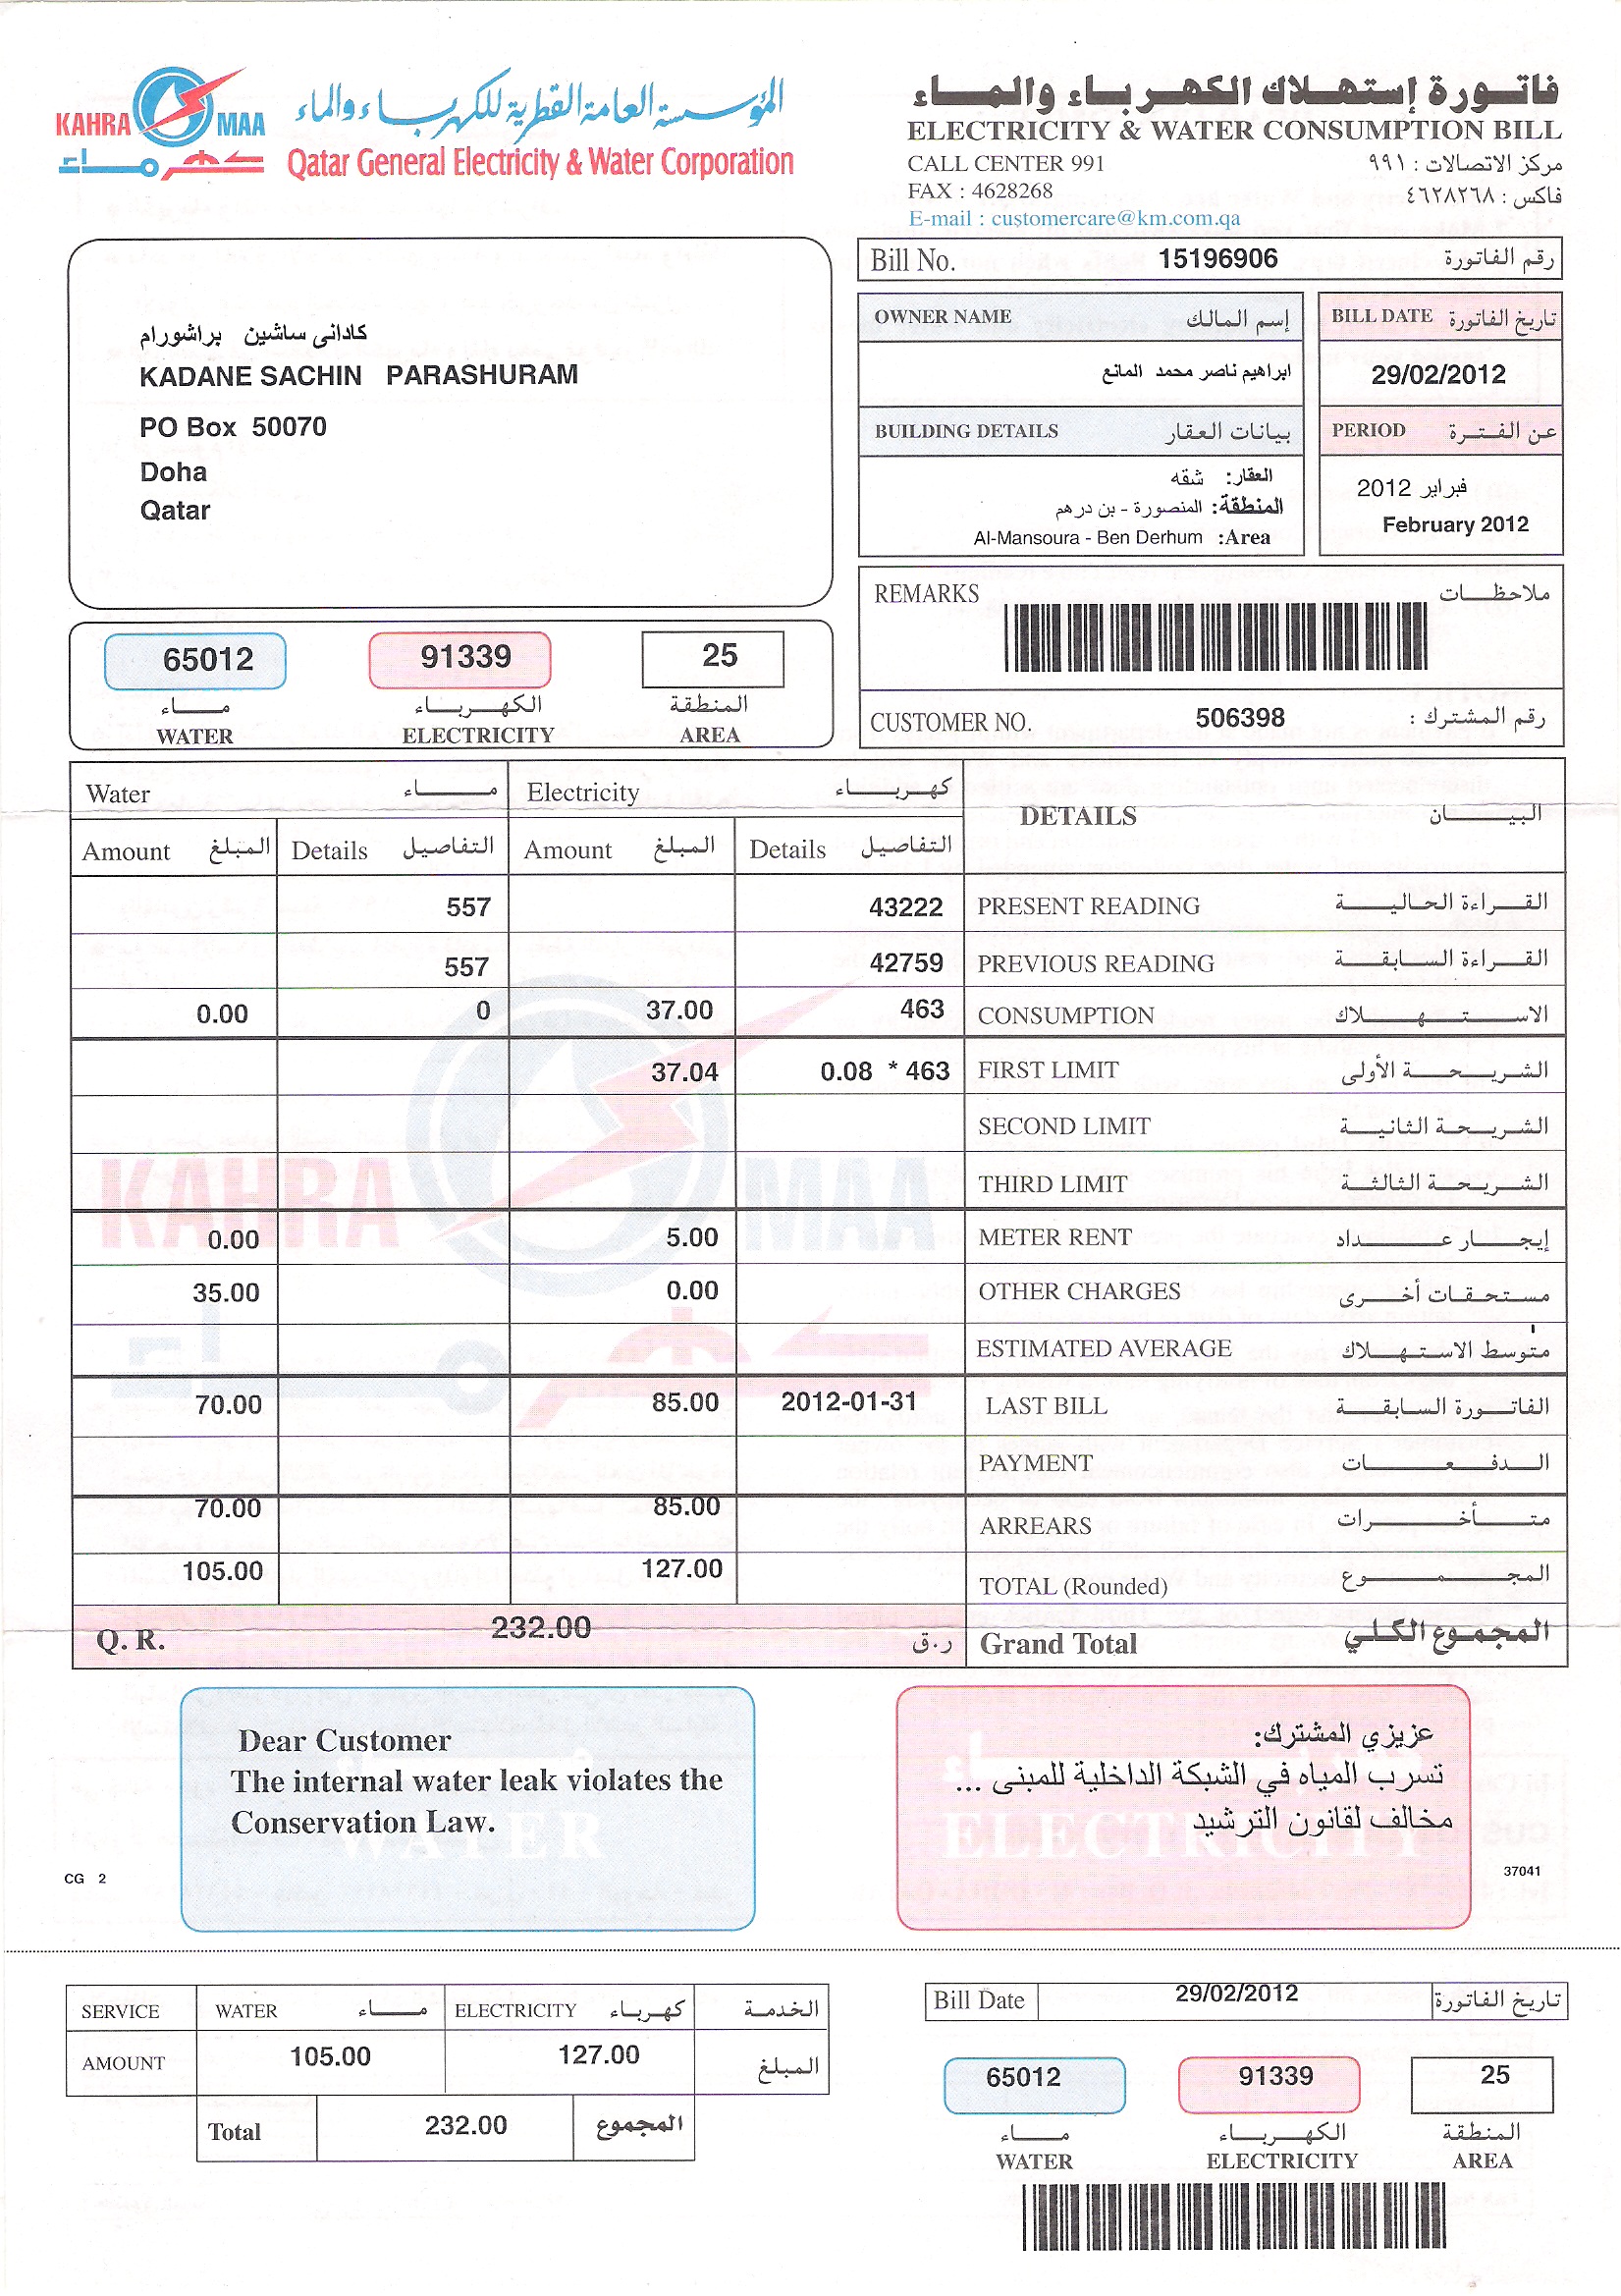 KAHRA MAA
كهرماء
المؤسسة العامة القطرية للكهرباء والماء
Qatar General Electricity & Water Corporation
فاتورة إستهلاك الكهرباء والماء
ELECTRICITY & WATER CONSUMPTION BILL
CALL CENTER 991 مركز الاتصالات : ٩٩١
FAX : 4628268 فاكس : ٤٦٢٨٢٦٨
E-mail : customercare@km.com.qa
Bill No. 15196906 رقم الفاتورة
كادانى ساشين براشورام
KADANE SACHIN PARASHURAM
PO Box 50070
Doha
Qatar
OWNER NAME إسم المالك
ابراهيم ناصر محمد المانع
BILL DATE تاريخ الفاتورة
29/02/2012
BUILDING DETAILS بيانات العقار
العقار: شقه
المنطقة: المنصورة - بن درهم
Al-Mansoura - Ben Derhum :Area
PERIOD عن الفترة
فبراير 2012
February 2012
REMARKS ملاحظات
CUSTOMER NO. 506398 رقم المشترك :
65012 91339 25
ماء الكهرباء المنطقة
WATER ELECTRICITY AREA
Water ماء Electricity كهرباء DETAILS البيان
Amount المبلغ Details التفاصيل Amount المبلغ Details التفاصيل
557 43222 PRESENT READING القراءة الحالية
557 42759 PREVIOUS READING القراءة السابقة
0.00 0 37.00 463 CONSUMPTION الاستهلاك
37.04 0.08 * 463 FIRST LIMIT الشريحة الأولى
SECOND LIMIT الشريحة الثانية
THIRD LIMIT الشريحة الثالثة
0.00 5.00 METER RENT إيجار عداد
35.00 0.00 OTHER CHARGES مستحقات أخرى
ESTIMATED AVERAGE متوسط الاستهلاك
70.00 85.00 2012-01-31 LAST BILL الفاتورة السابقة
PAYMENT الدفعات
70.00 85.00 ARREARS متأخرات
105.00 127.00 TOTAL (Rounded) المجموع
Q. R. 232.00 ر.ق Grand Total المجموع الكلي
KAHRA MAA
Dear Customer
The internal water leak violates the
Conservation Law.
WATER
عزيزي المشترك:
تسرب المياه في الشبكة الداخلية للمبنى ...
مخالف لقانون الترشيد
ELECTRICITY
CG 2
37041
SERVICE WATER ماء ELECTRICITY كهرباء الخدمة
AMOUNT 105.00 127.00 المبلغ
Total 232.00 المجموع
Bill Date 29/02/2012 تاريخ الفاتورة
65012 91339 25
ماء الكهرباء المنطقة
WATER ELECTRICITY AREA